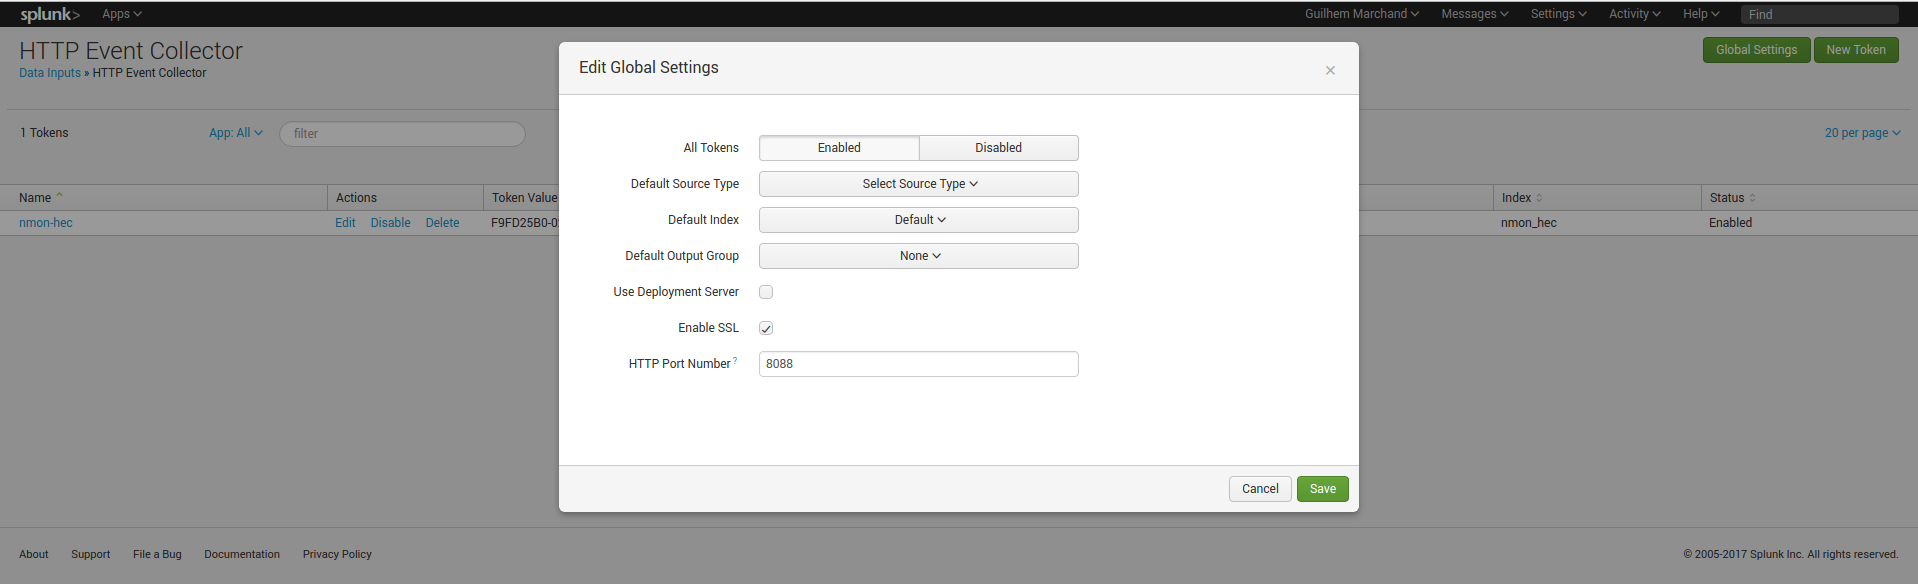 splunk> Apps Guilhem Marchand Messages Settings Activity Help Find
HTTP Event Collector
Data Inputs » HTTP Event Collector
Global Settings New Token
1 Tokens App: All filter 20 per page
Name Actions Token Value Index Status
nmon-hec Edit Disable Delete F9FD25B0-0 nmon_hec Enabled
Edit Global Settings ×
All Tokens Enabled Disabled
Default Source Type Select Source Type
Default Index Default
Default Output Group None
Use Deployment Server
Enable SSL
HTTP Port Number ? 8088
Cancel Save
About Support File a Bug Documentation Privacy Policy © 2005-2017 Splunk Inc. All rights reserved.